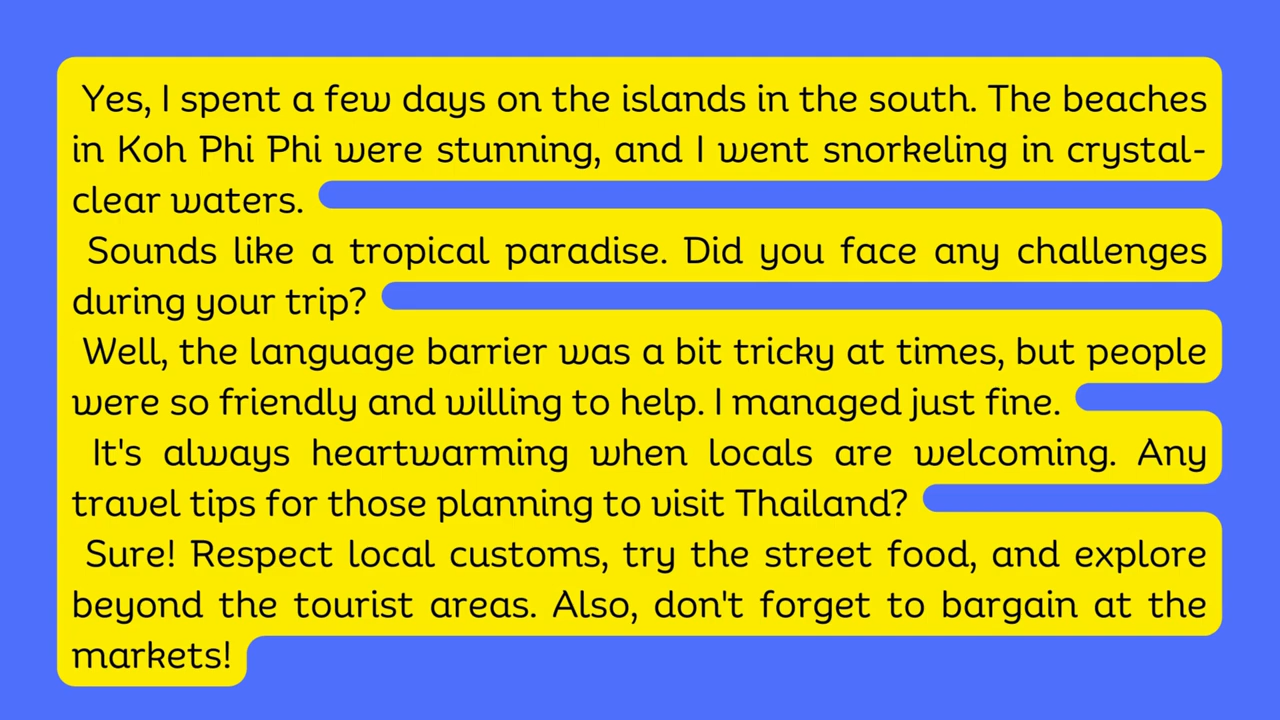 Yes, I spent a few days on the islands in the south. The beaches
in Koh Phi Phi were stunning, and I went snorkeling in crystal-
clear waters.
Sounds like a tropical paradise. Did you face any challenges
during your trip?
Well, the language barrier was a bit tricky at times, but people
were so friendly and willing to help. I managed just fine.
It's always heartwarming when locals are welcoming. Any
travel tips for those planning to visit Thailand?
Sure! Respect local customs, try the street food, and explore
beyond the tourist areas. Also, don't forget to bargain at the
markets!